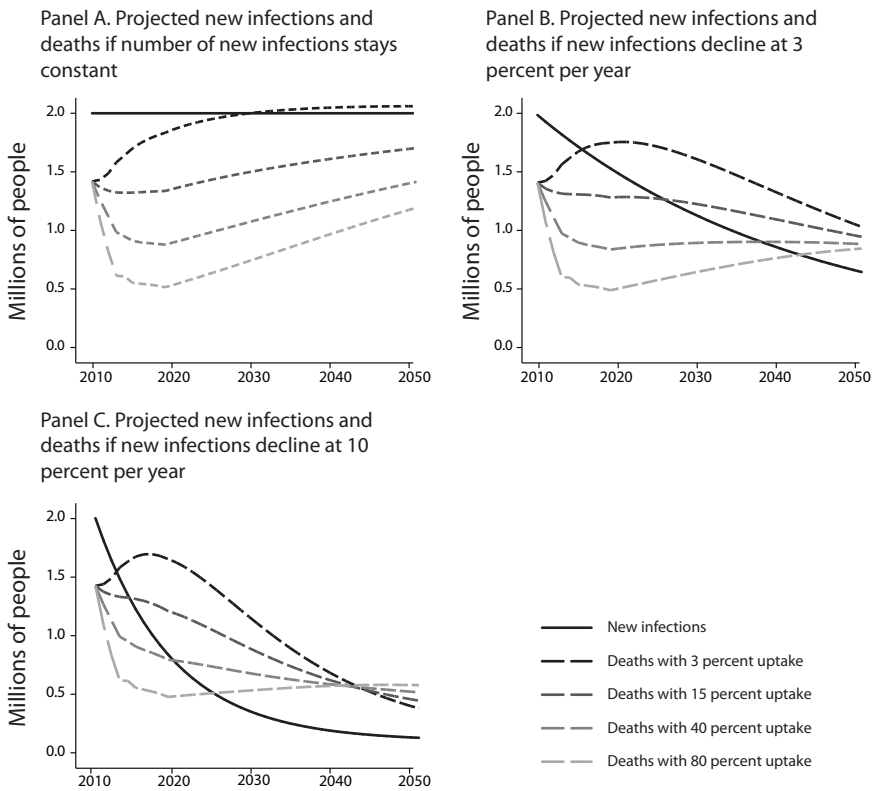 Panel A. Projected new infections and
deaths if number of new infections stays
constant
Millions of people
2.0
1.5
1.0
0.5
0.0
2010 2020 2030 2040 2050
Panel B. Projected new infections and
deaths if new infections decline at 3
percent per year
Millions of people
2.0
1.5
1.0
0.5
0.0
2010 2020 2030 2040 2050
Panel C. Projected new infections and
deaths if new infections decline at 10
percent per year
Millions of people
2.0
1.5
1.0
0.5
0.0
2010 2020 2030 2040 2050
New infections
Deaths with 3 percent uptake
Deaths with 15 percent uptake
Deaths with 40 percent uptake
Deaths with 80 percent uptake